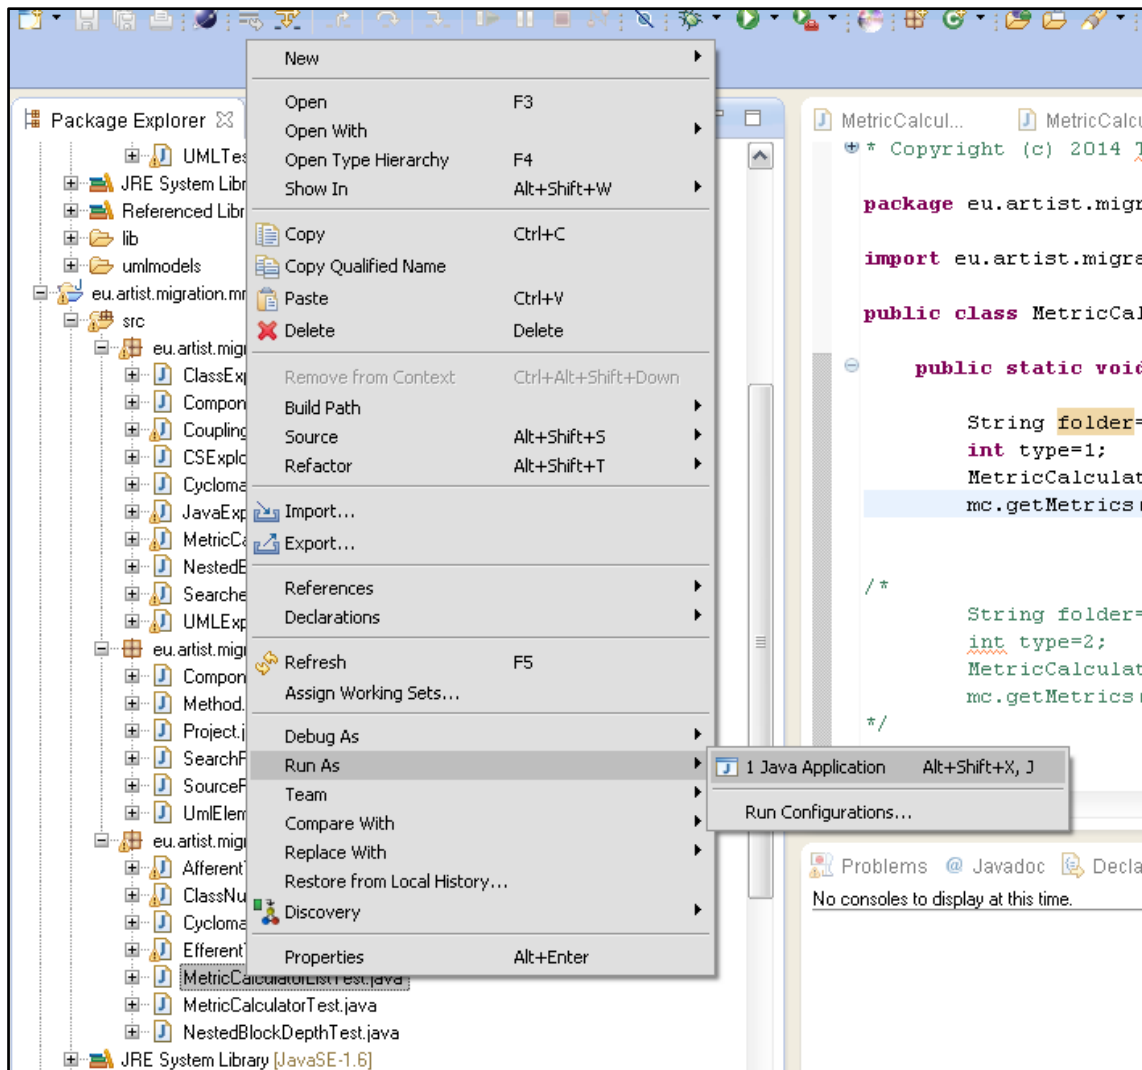 Package Explorer
UMLTes
JRE System Libr
Referenced Libr
lib
umlmodels
eu.artist.migration.mr
src
eu.artist.migr
ClassExp
Compon
Coupling
CSExplo
Cycloma
JavaExp
MetricCa
NestedB
Searche
UMLExp
eu.artist.migr
Compon
Method.
Project.j
SearchF
SourceF
UmlElem
eu.artist.migr
AfferentT
ClassNu
Cycloma
EfferentT
MetricCalculatorListTest.java
MetricCalculatorTest.java
NestedBlockDepthTest.java
JRE System Library [JavaSE-1.6]
New
Open F3
Open With
Open Type Hierarchy F4
Show In Alt+Shift+W
Copy Ctrl+C
Copy Qualified Name
Paste Ctrl+V
Delete Delete
Remove from Context Ctrl+Alt+Shift+Down
Build Path
Source Alt+Shift+S
Refactor Alt+Shift+T
Import...
Export...
References
Declarations
Refresh F5
Assign Working Sets...
Debug As
Run As
Team
Compare With
Replace With
Restore from Local History...
Discovery
Properties Alt+Enter
1 Java Application Alt+Shift+X, J
Run Configurations...
MetricCalcul... MetricCalcu
* Copyright (c) 2014 T
package eu.artist.migr
import eu.artist.migra
public class MetricCal
public static void
String folder=
int type=1;
MetricCalculat
mc.getMetrics(
/*
String folder=
int type=2;
MetricCalculat
mc.getMetrics(
*/
Problems @ Javadoc Decla
No consoles to display at this time.